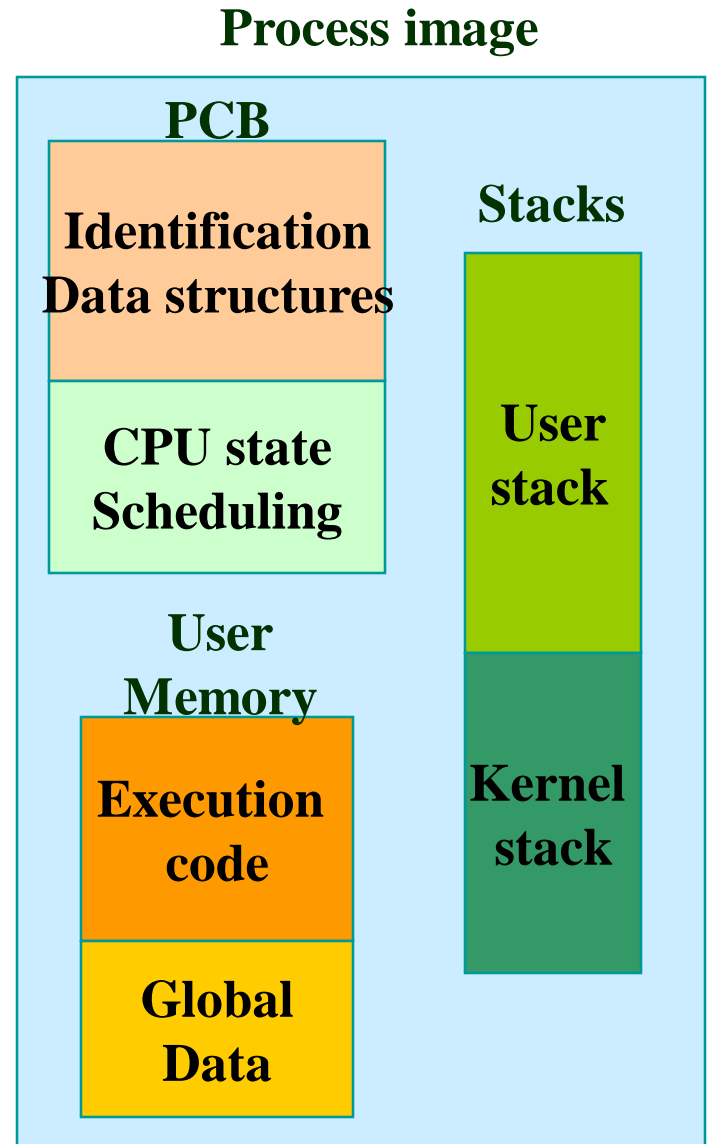 Process image
PCB
Identification
Data structures
CPU state
Scheduling
User
Memory
Execution
code
Global
Data
Stacks
User
stack
Kernel
stack